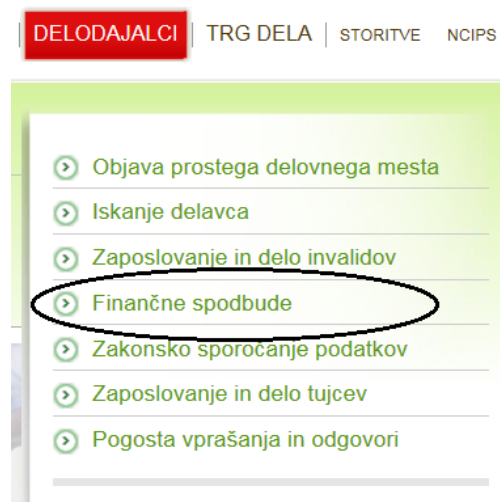 DELODAJALCI TRG DELA STORITVE NCIPS
Objava prostega delovnega mesta
Iskanje delavca
Zaposlovanje in delo invalidov
Finančne spodbude
Zakonsko sporočanje podatkov
Zaposlovanje in delo tujcev
Pogosta vprašanja in odgovori